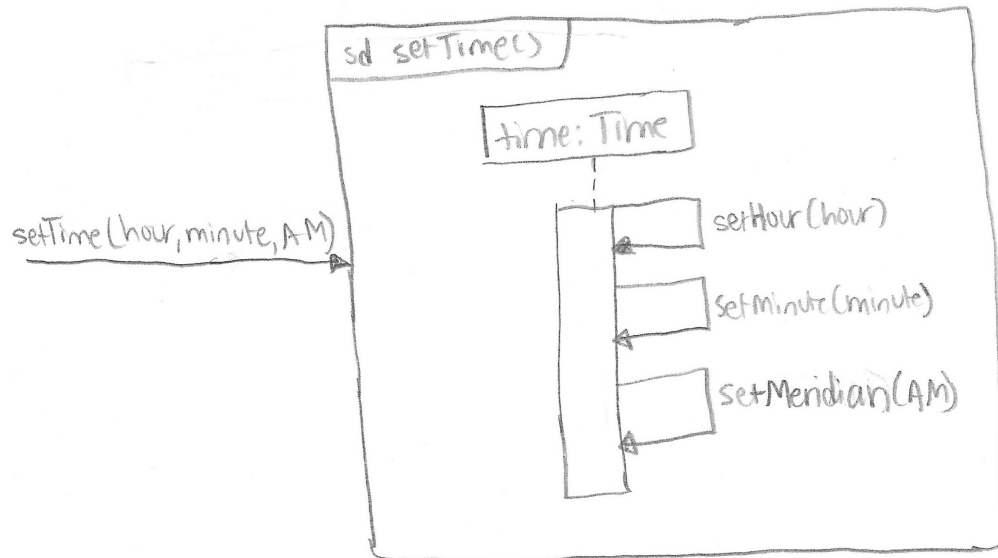 sd setTime()
time: Time
setTime(hour, minute, AM)
setHour(hour)
setMinute(minute)
setMeridian(AM)